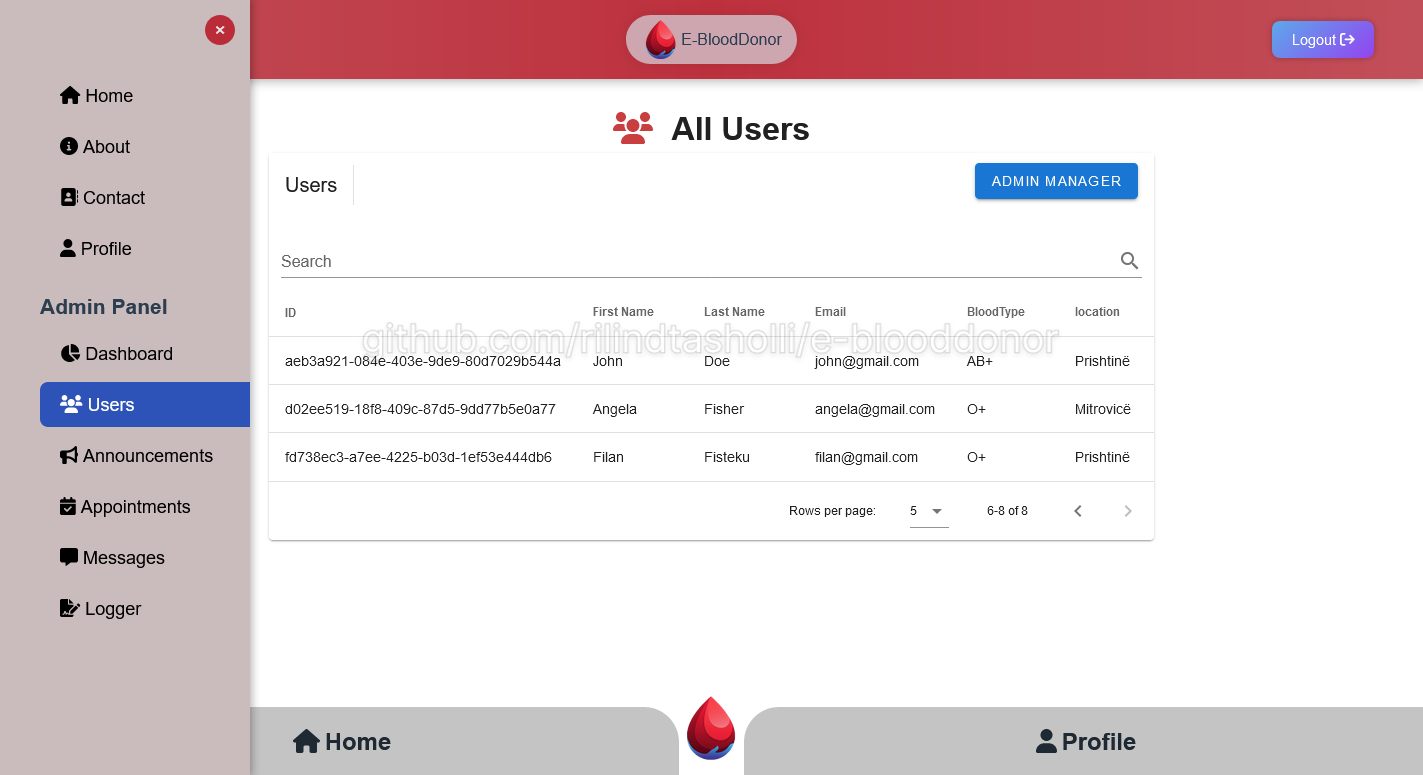 E-BloodDonor
Logout
Home
About
Contact
Profile
Admin Panel
Dashboard
Users
Announcements
Appointments
Messages
Logger
All Users
Users
ADMIN MANAGER
Search
ID First Name Last Name Email BloodType location
github.com/rilindtasholli/e-blooddonor
aeb3a921-084e-403e-9de9-80d7029b544a John Doe john@gmail.com AB+ Prishtinë
d02ee519-18f8-409c-87d5-9dd77b5e0a77 Angela Fisher angela@gmail.com O+ Mitrovicë
fd738ec3-a7ee-4225-b03d-1ef53e444db6 Filan Fisteku filan@gmail.com O+ Prishtinë
Rows per page: 5 6-8 of 8
Home
Profile